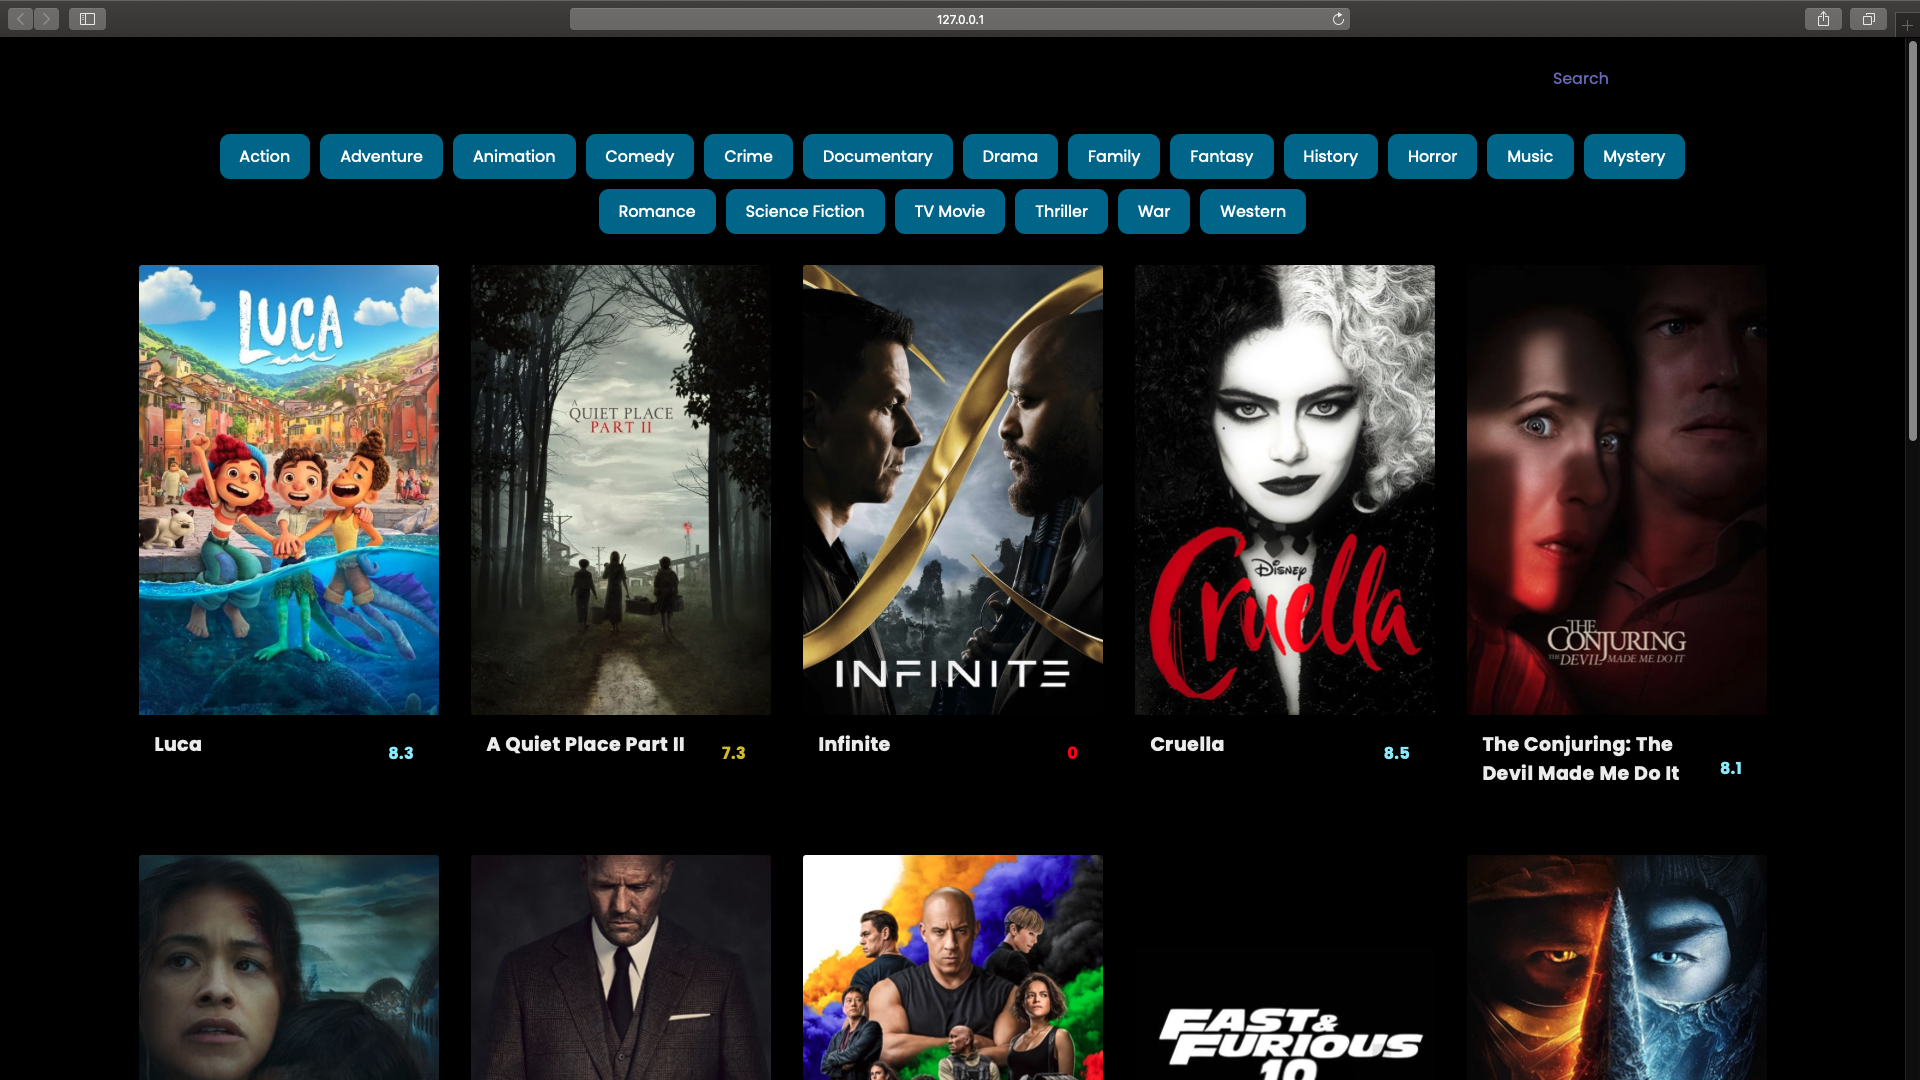 127.0.0.1
Search
Action Adventure Animation Comedy Crime Documentary Drama Family Fantasy History Horror Music Mystery
Romance Science Fiction TV Movie Thriller War Western
LUCA
A
QUIET PLACE
PART II
INFINITE
DISNEY
Cruella
THE
CONJURING
THE DEVIL MADE ME DO IT
Luca 8.3
A Quiet Place Part II 7.3
Infinite 0
Cruella 8.5
The Conjuring: The
Devil Made Me Do It 8.1
FAST &
FURIOUS
10